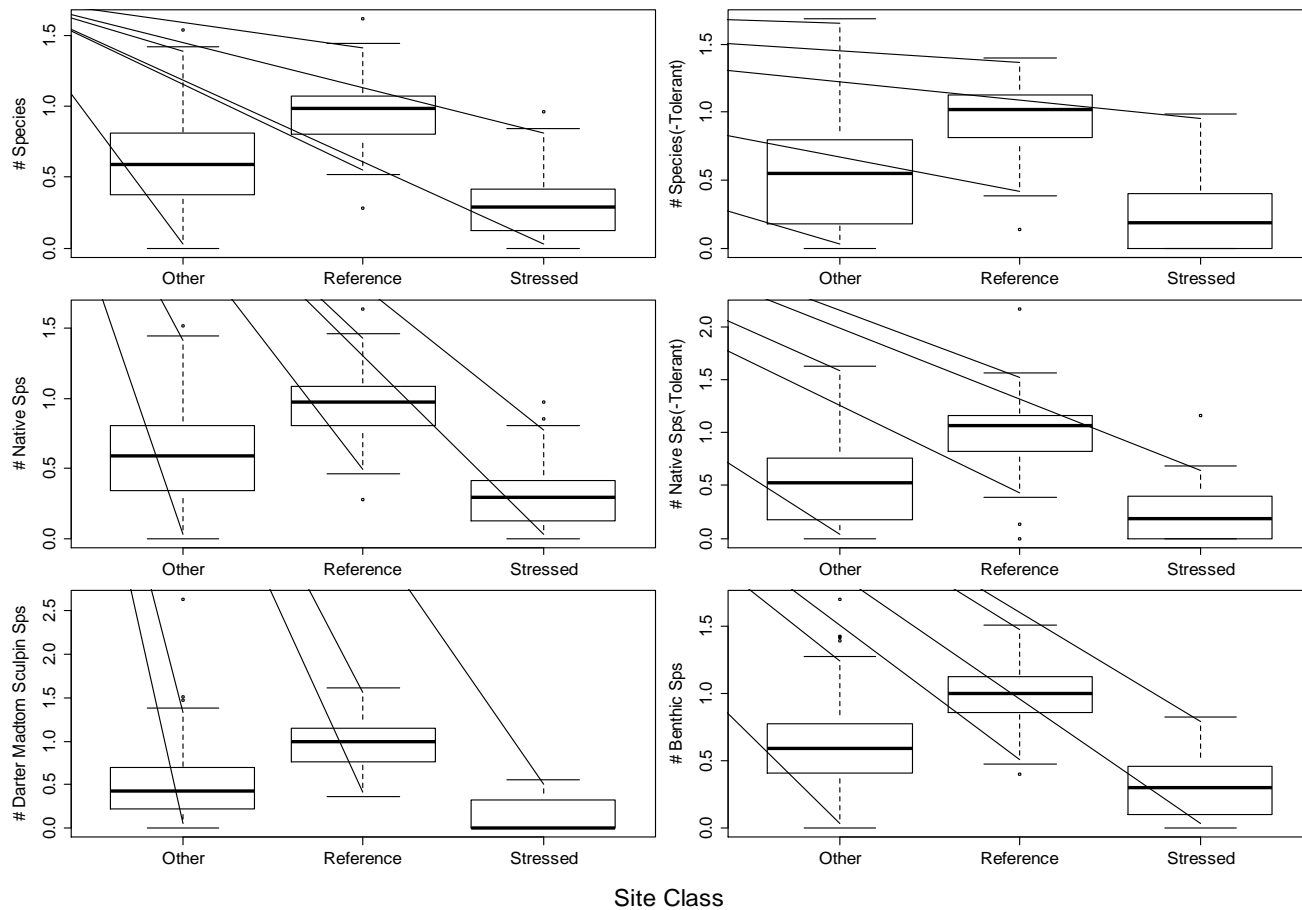 # Species
0.0 0.5 1.0 1.5
Other Reference Stressed
# Species(-Tolerant)
0.0 0.5 1.0 1.5
Other Reference Stressed
# Native Sps
0.0 0.5 1.0 1.5
Other Reference Stressed
# Native Sps(-Tolerant)
0.0 0.5 1.0 1.5 2.0
Other Reference Stressed
# Darter Madtom Sculpin Sps
0.0 0.5 1.0 1.5 2.0 2.5
Other Reference Stressed
# Benthic Sps
0.0 0.5 1.0 1.5
Other Reference Stressed
Site Class